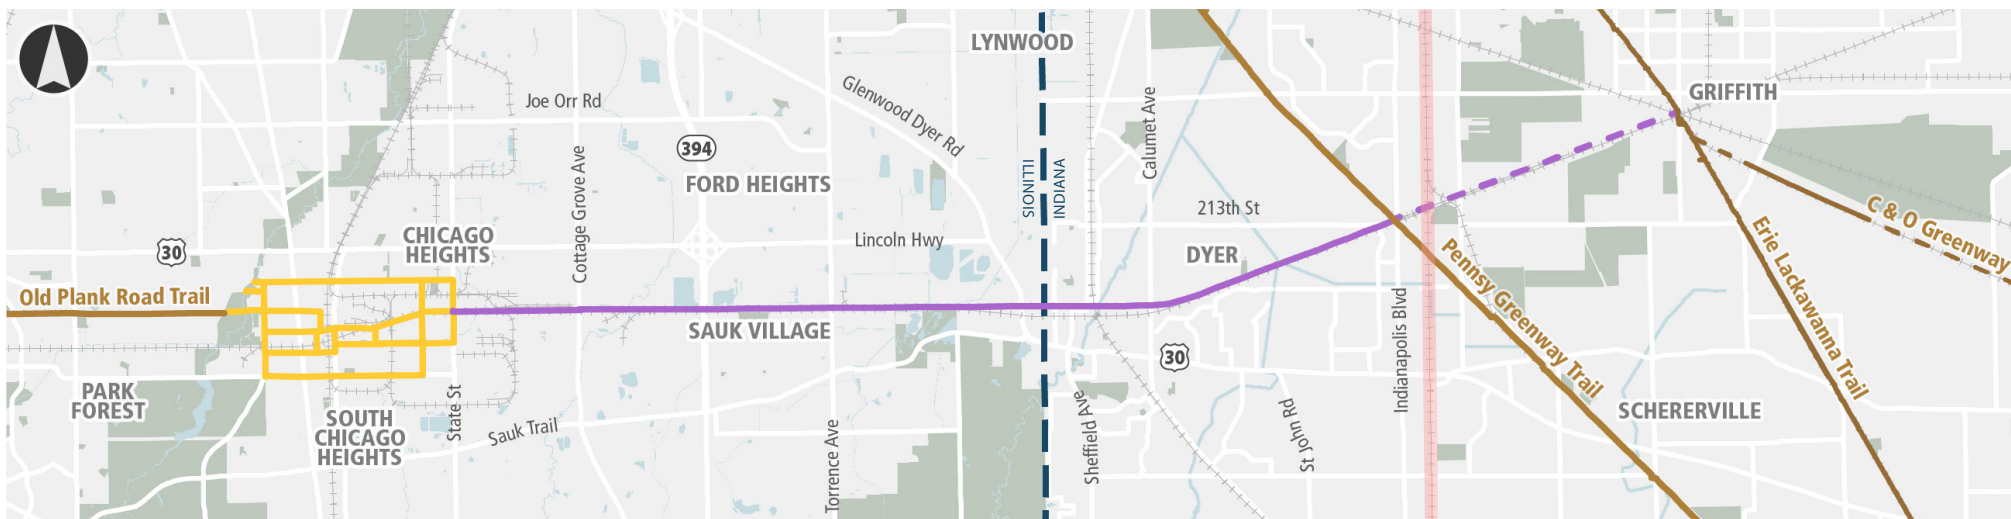 LYNWOOD
GRIFFITH
Joe Orr Rd
Glenwood Dyer Rd
Calumet Ave
394
Cottage Grove Ave
FORD HEIGHTS
ILLINOIS
INDIANA
213th St
C & O Greenway
30
CHICAGO
HEIGHTS
Lincoln Hwy
DYER
Pennsy Greenway Trail
Erie Lackawanna Trail
Old Plank Road Trail
SAUK VILLAGE
Indianapolis Blvd
30
PARK
FOREST
SOUTH
CHICAGO
HEIGHTS
State St
Sauk Trail
Torrence Ave
Sheffield Ave
St John Rd
SCHERERVILLE